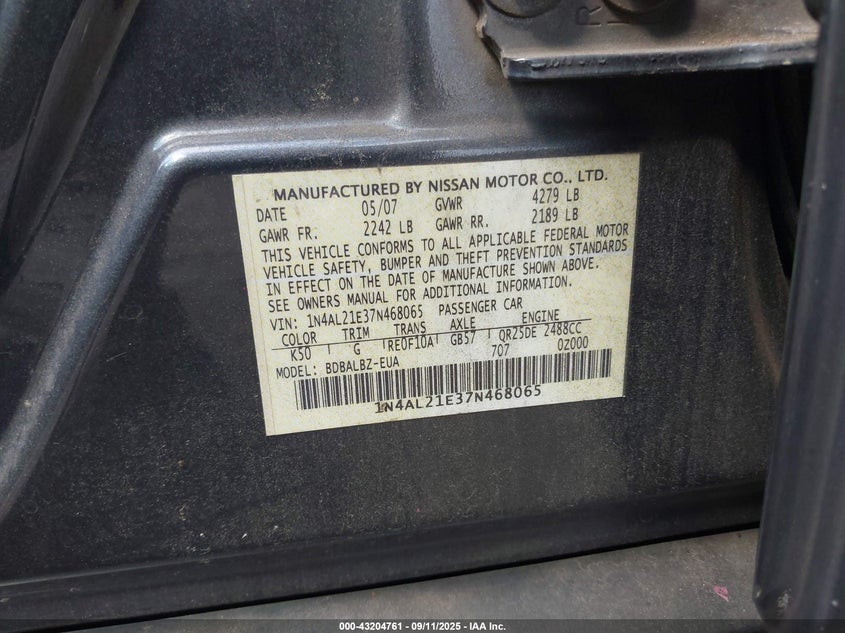 MANUFACTURED BY NISSAN MOTOR CO., LTD.
DATE 05/07 GVWR 4279 LB
GAWR FR. 2242 LB GAWR RR. 2189 LB
THIS VEHICLE CONFORMS TO ALL APPLICABLE FEDERAL MOTOR
VEHICLE SAFETY, BUMPER AND THEFT PREVENTION STANDARDS
IN EFFECT ON THE DATE OF MANUFACTURE SHOWN ABOVE.
SEE OWNERS MANUAL FOR ADDITIONAL INFORMATION.
VIN: 1N4AL21E37N468065 PASSENGER CAR
COLOR TRIM TRANS AXLE ENGINE
K50 G RE0F10A GB57 QR25DE 2488CC
707 0Z000
MODEL: BDBALBZ-EUA
1N4AL21E37N468065
000-43204761 - 09/11/2025 - IAA Inc.